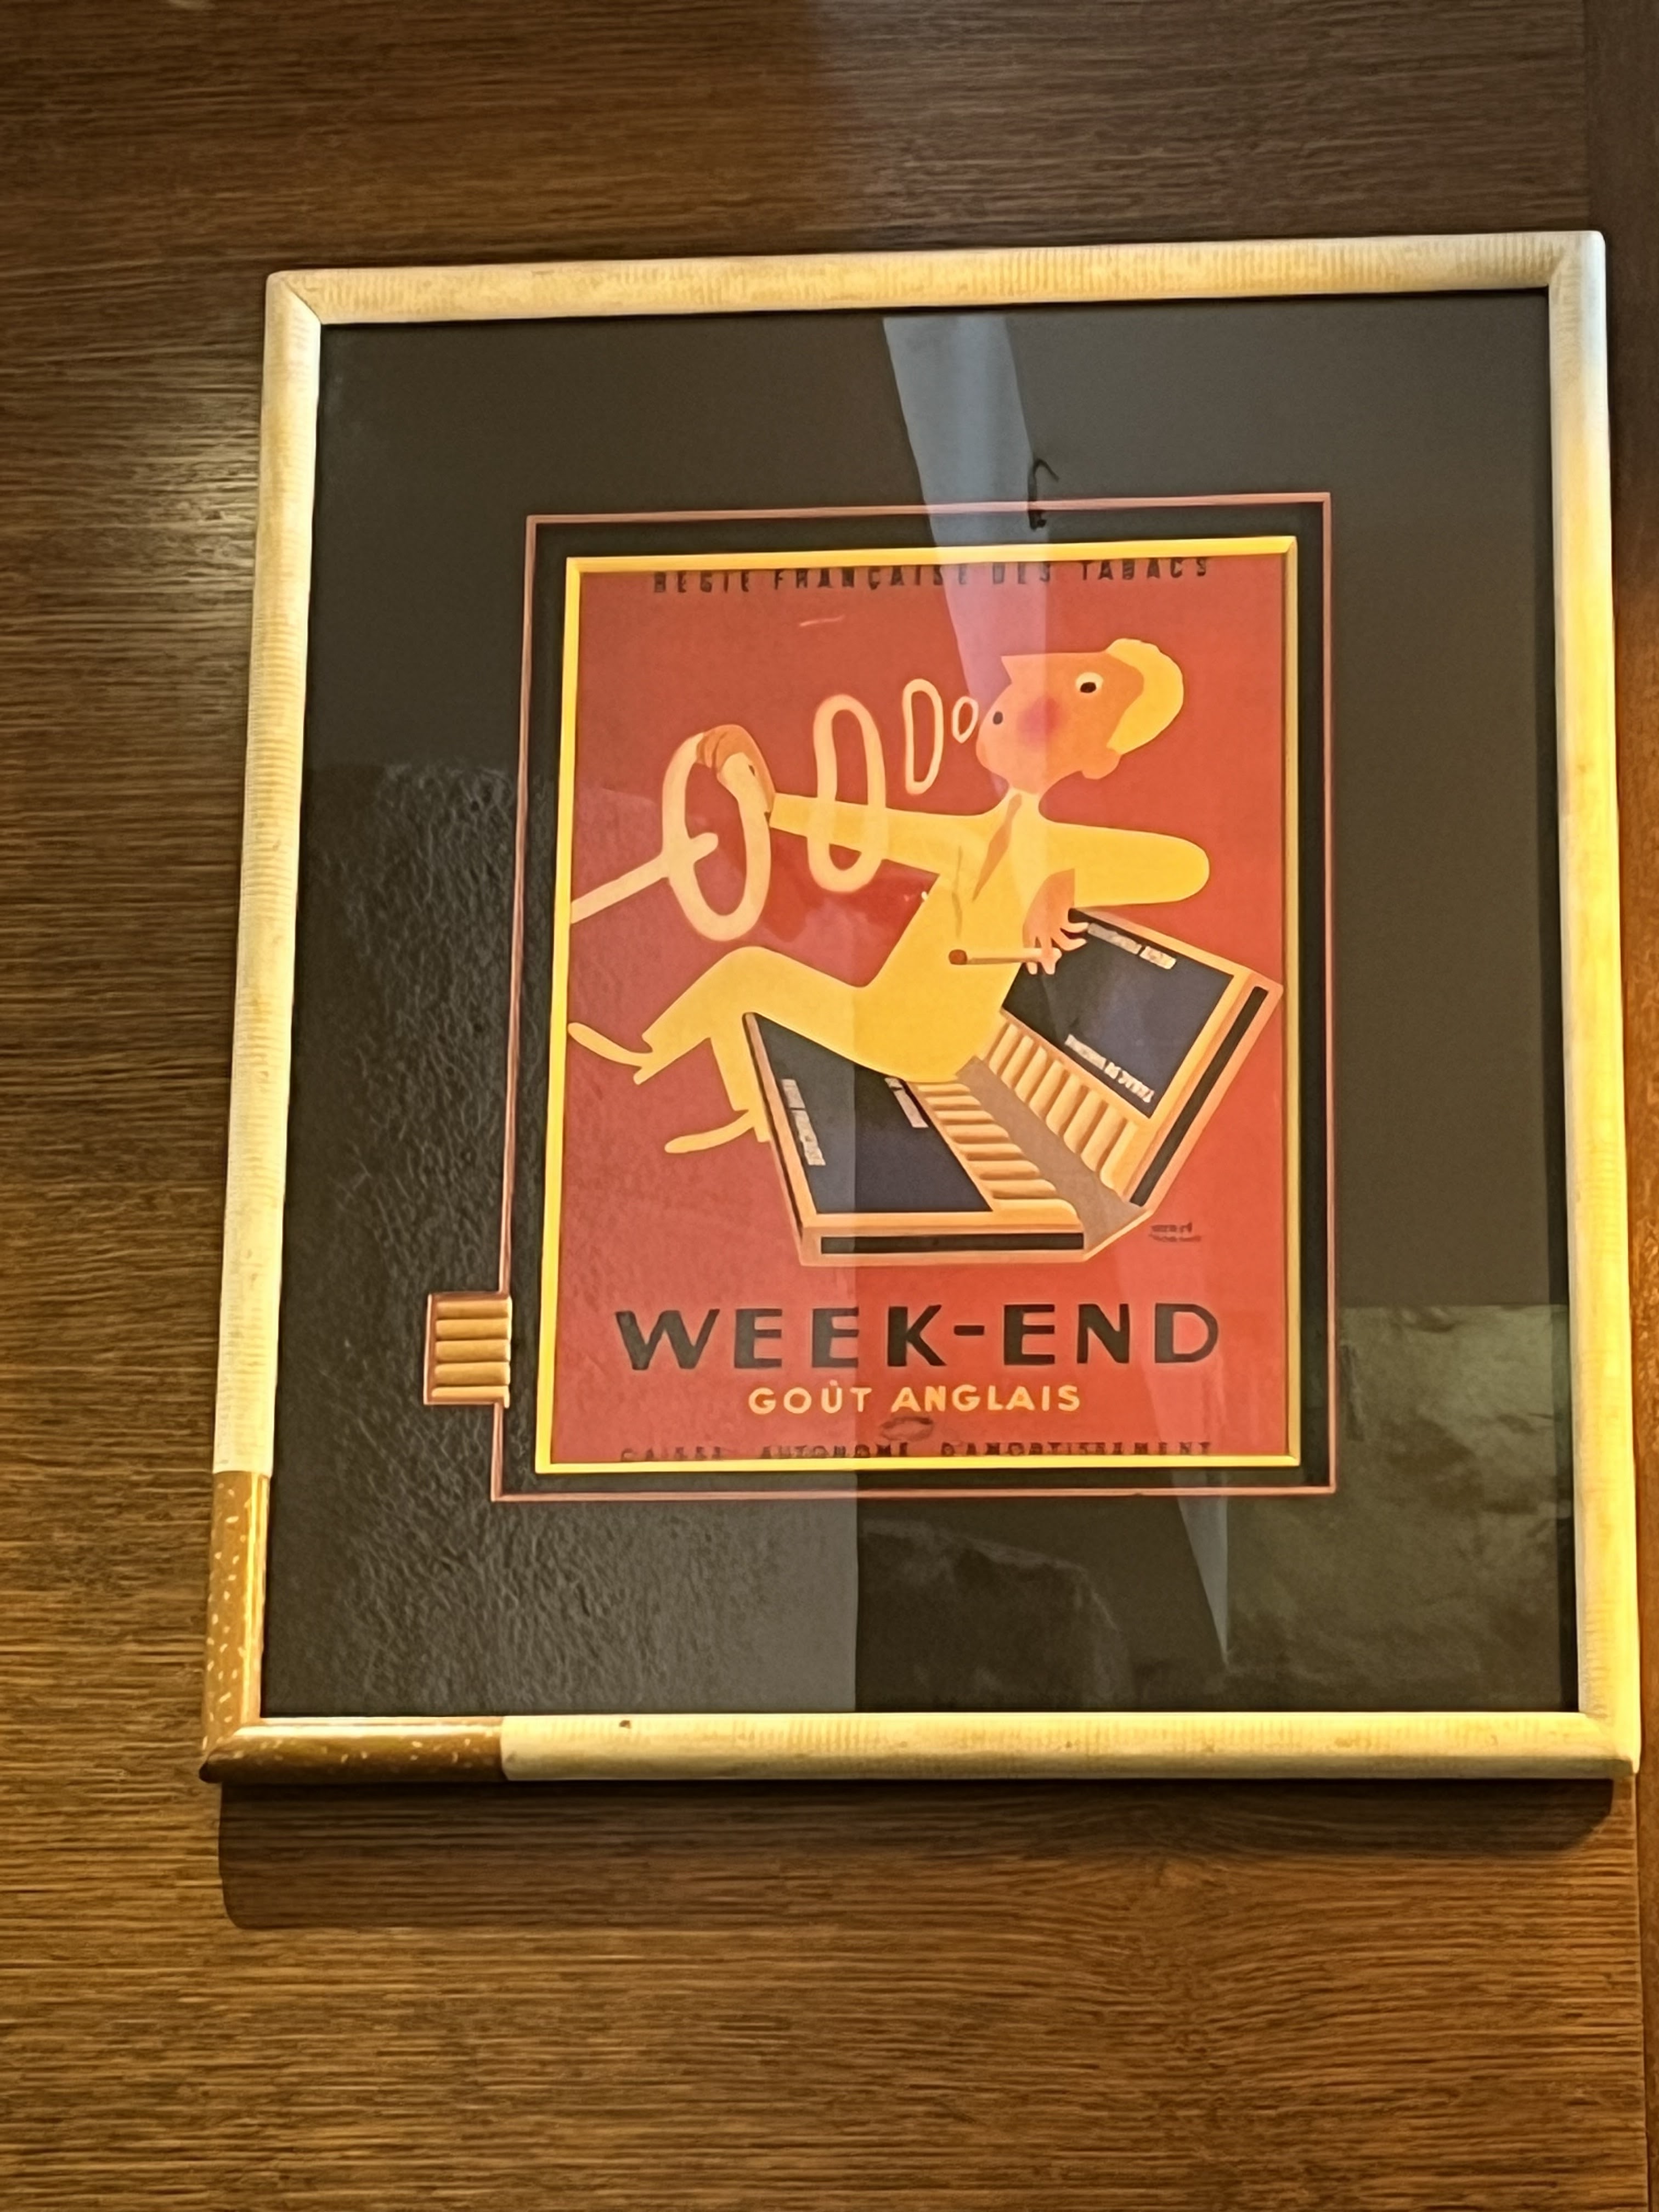 REGIE FRANÇAISE DES TABACS
WEEK-END
GOÛT ANGLAIS
CAISSE AUTONOME D'AMORTISSEMENT